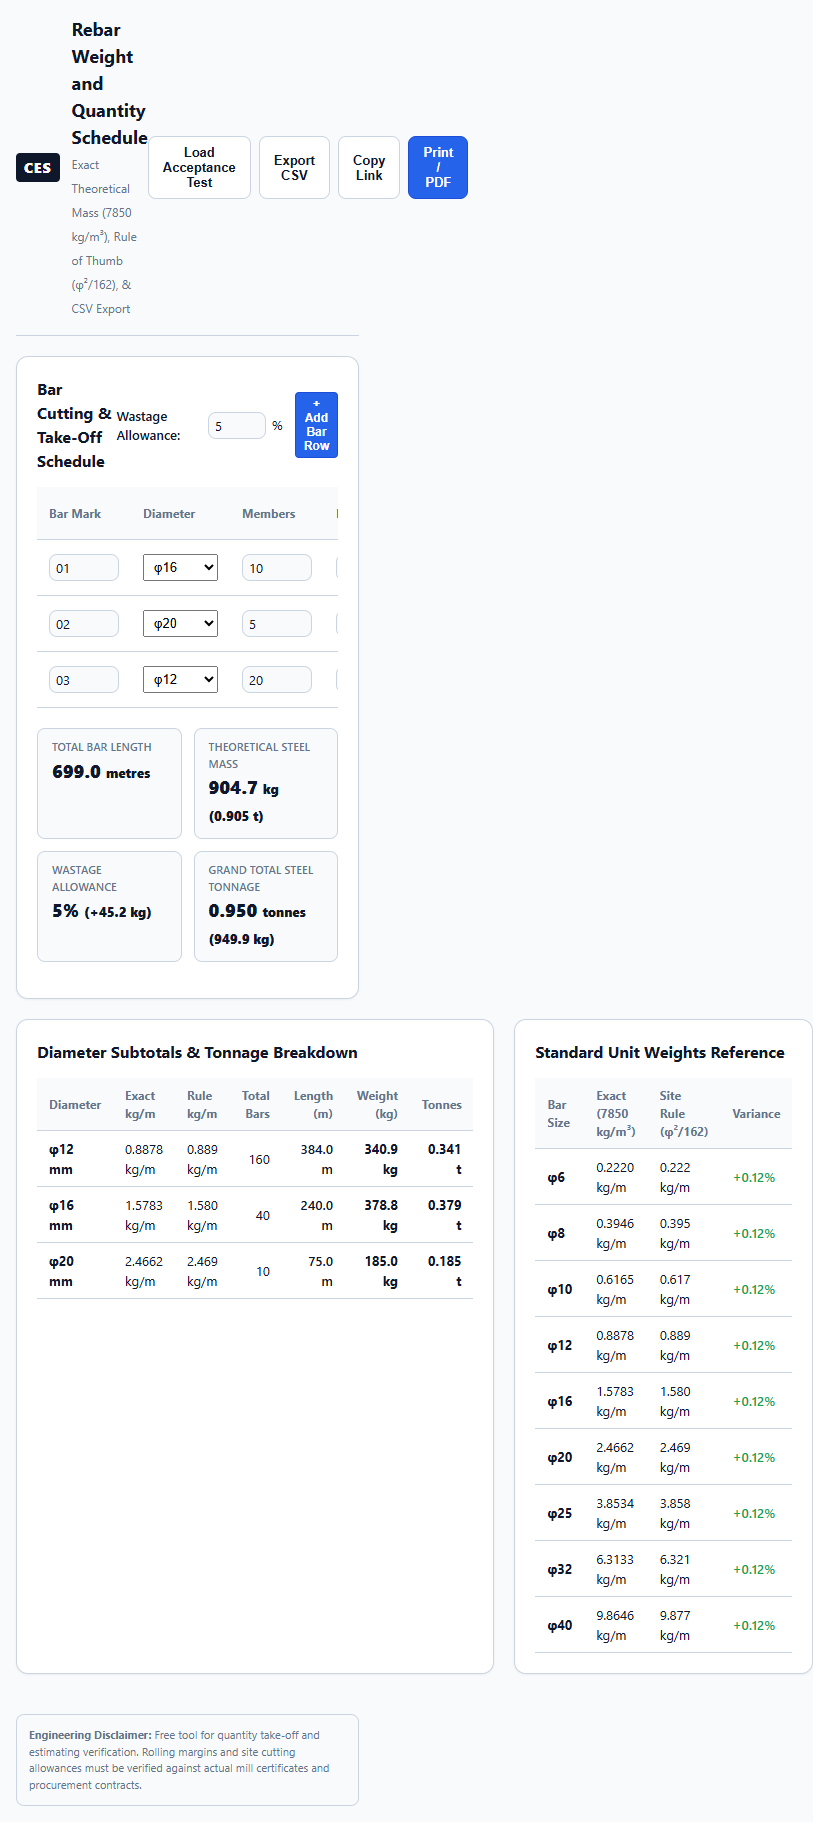 CES
Rebar
Weight
and
Quantity
Schedule
Exact
Theoretical
Mass (7850
kg/m³), Rule
of Thumb
(φ²/162), &
CSV Export
Load
Acceptance
Test
Export
CSV
Copy
Link
Print
/
PDF
Bar
Cutting &
Take-Off
Schedule
Wastage
Allowance:
5 %
+
Add
Bar
Row
Bar Mark Diameter Members
01 φ16 10
02 φ20 5
03 φ12 20
TOTAL BAR LENGTH
699.0 metres
THEORETICAL STEEL
MASS
904.7 kg
(0.905 t)
WASTAGE
ALLOWANCE
5% (+45.2 kg)
GRAND TOTAL STEEL
TONNAGE
0.950 tonnes
(949.9 kg)
Diameter Subtotals & Tonnage Breakdown
Diameter Exact kg/m Rule kg/m Total Bars Length (m) Weight (kg) Tonnes
φ12 mm 0.8878 kg/m 0.889 kg/m 160 384.0 m 340.9 kg 0.341 t
φ16 mm 1.5783 kg/m 1.580 kg/m 40 240.0 m 378.8 kg 0.379 t
φ20 mm 2.4662 kg/m 2.469 kg/m 10 75.0 m 185.0 kg 0.185 t
Standard Unit Weights Reference
Bar Size Exact (7850 kg/m³) Site Rule (φ²/162) Variance
φ6 0.2220 kg/m 0.222 kg/m +0.12%
φ8 0.3946 kg/m 0.395 kg/m +0.12%
φ10 0.6165 kg/m 0.617 kg/m +0.12%
φ12 0.8878 kg/m 0.889 kg/m +0.12%
φ16 1.5783 kg/m 1.580 kg/m +0.12%
φ20 2.4662 kg/m 2.469 kg/m +0.12%
φ25 3.8534 kg/m 3.858 kg/m +0.12%
φ32 6.3133 kg/m 6.321 kg/m +0.12%
φ40 9.8646 kg/m 9.877 kg/m +0.12%
Engineering Disclaimer: Free tool for quantity take-off and
estimating verification. Rolling margins and site cutting
allowances must be verified against actual mill certificates and
procurement contracts.